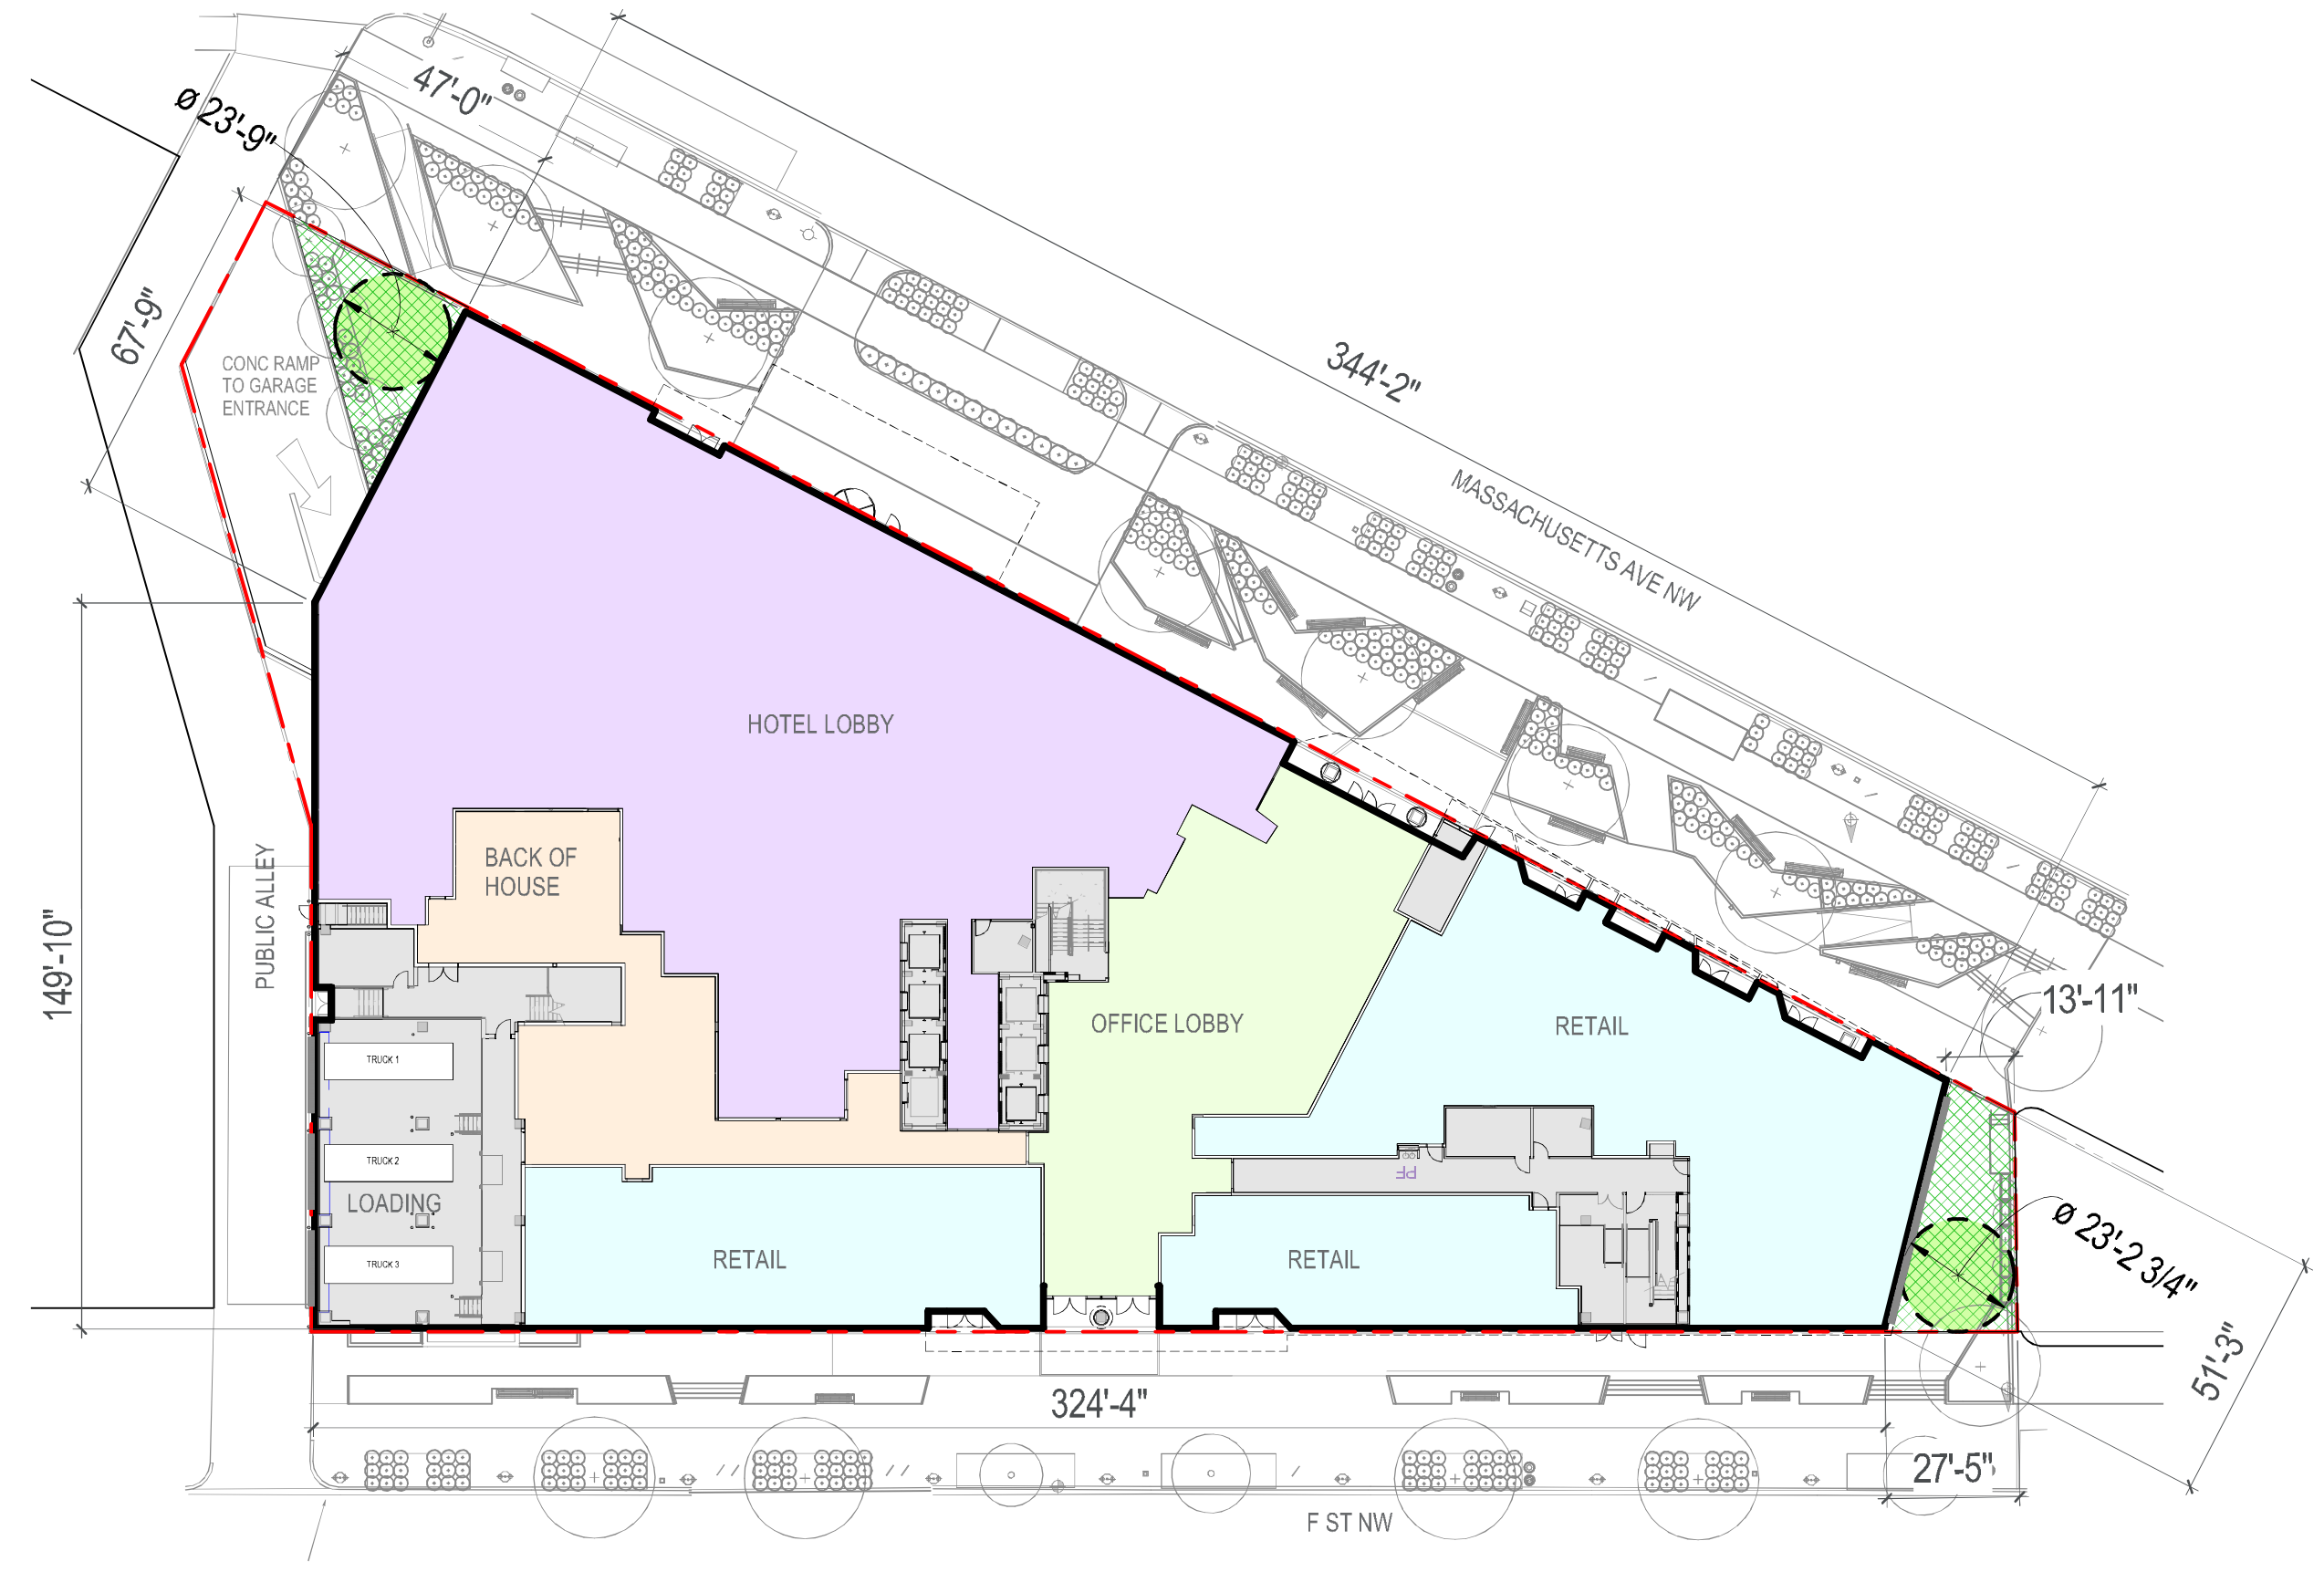 47'-0"
ø 23'-9"
67'-9"
CONC RAMP
TO GARAGE
ENTRANCE
344'-2"
MASSACHUSETTS AVE NW
HOTEL LOBBY
BACK OF
HOUSE
PUBLIC ALLEY
149'-10"
OFFICE LOBBY
RETAIL
13'-11"
TRUCK 1
TRUCK 2
LOADING
TRUCK 3
PF
RETAIL
RETAIL
ø 23'-2 3/4"
51'-3"
324'-4"
27'-5"
F ST NW